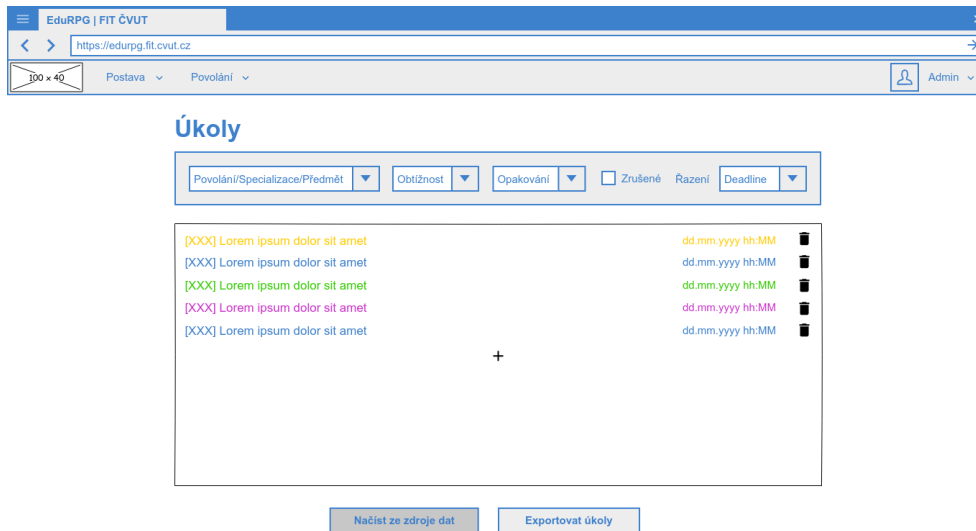 EduRPG | FIT ČVUT
https://edurpg.fit.cvut.cz
100 x 40 Postava Povolání Admin
Úkoly
Povolání/Specializace/Předmět Obtížnost Opakování Zrušené Řazení Deadline
[XXX] Lorem ipsum dolor sit amet dd.mm.yyyy hh:MM
[XXX] Lorem ipsum dolor sit amet dd.mm.yyyy hh:MM
[XXX] Lorem ipsum dolor sit amet dd.mm.yyyy hh:MM
[XXX] Lorem ipsum dolor sit amet dd.mm.yyyy hh:MM
[XXX] Lorem ipsum dolor sit amet dd.mm.yyyy hh:MM
+
Načíst ze zdroje dat Exportovat úkoly